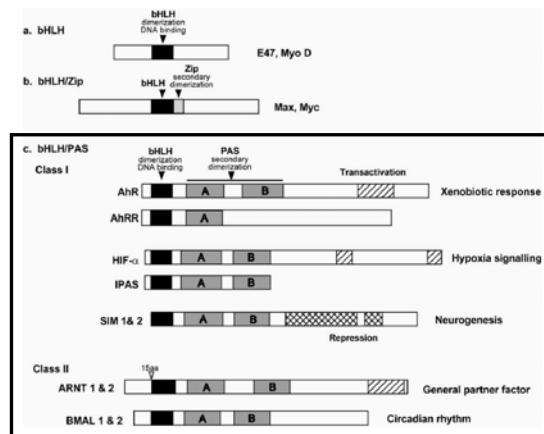 bHLH
dimerization
DNA binding
a. bHLH
E47, Myo D
b. bHLH/Zip
bHLH
Zip
secondary
dimerization
Max, Myc
c. bHLH/PAS
bHLH
dimerization
DNA binding
PAS
secondary
dimerization
Class I
Transactivation
AhR A B Xenobiotic response
AhRR A
HIF-α A B Hypoxia signalling
IPAS A B
SIM 1& 2 A B Neurogenesis
Repression
Class II
15aa
ARNT 1 & 2 A B General partner factor
BMAL 1 & 2 A B Circadian rhythm